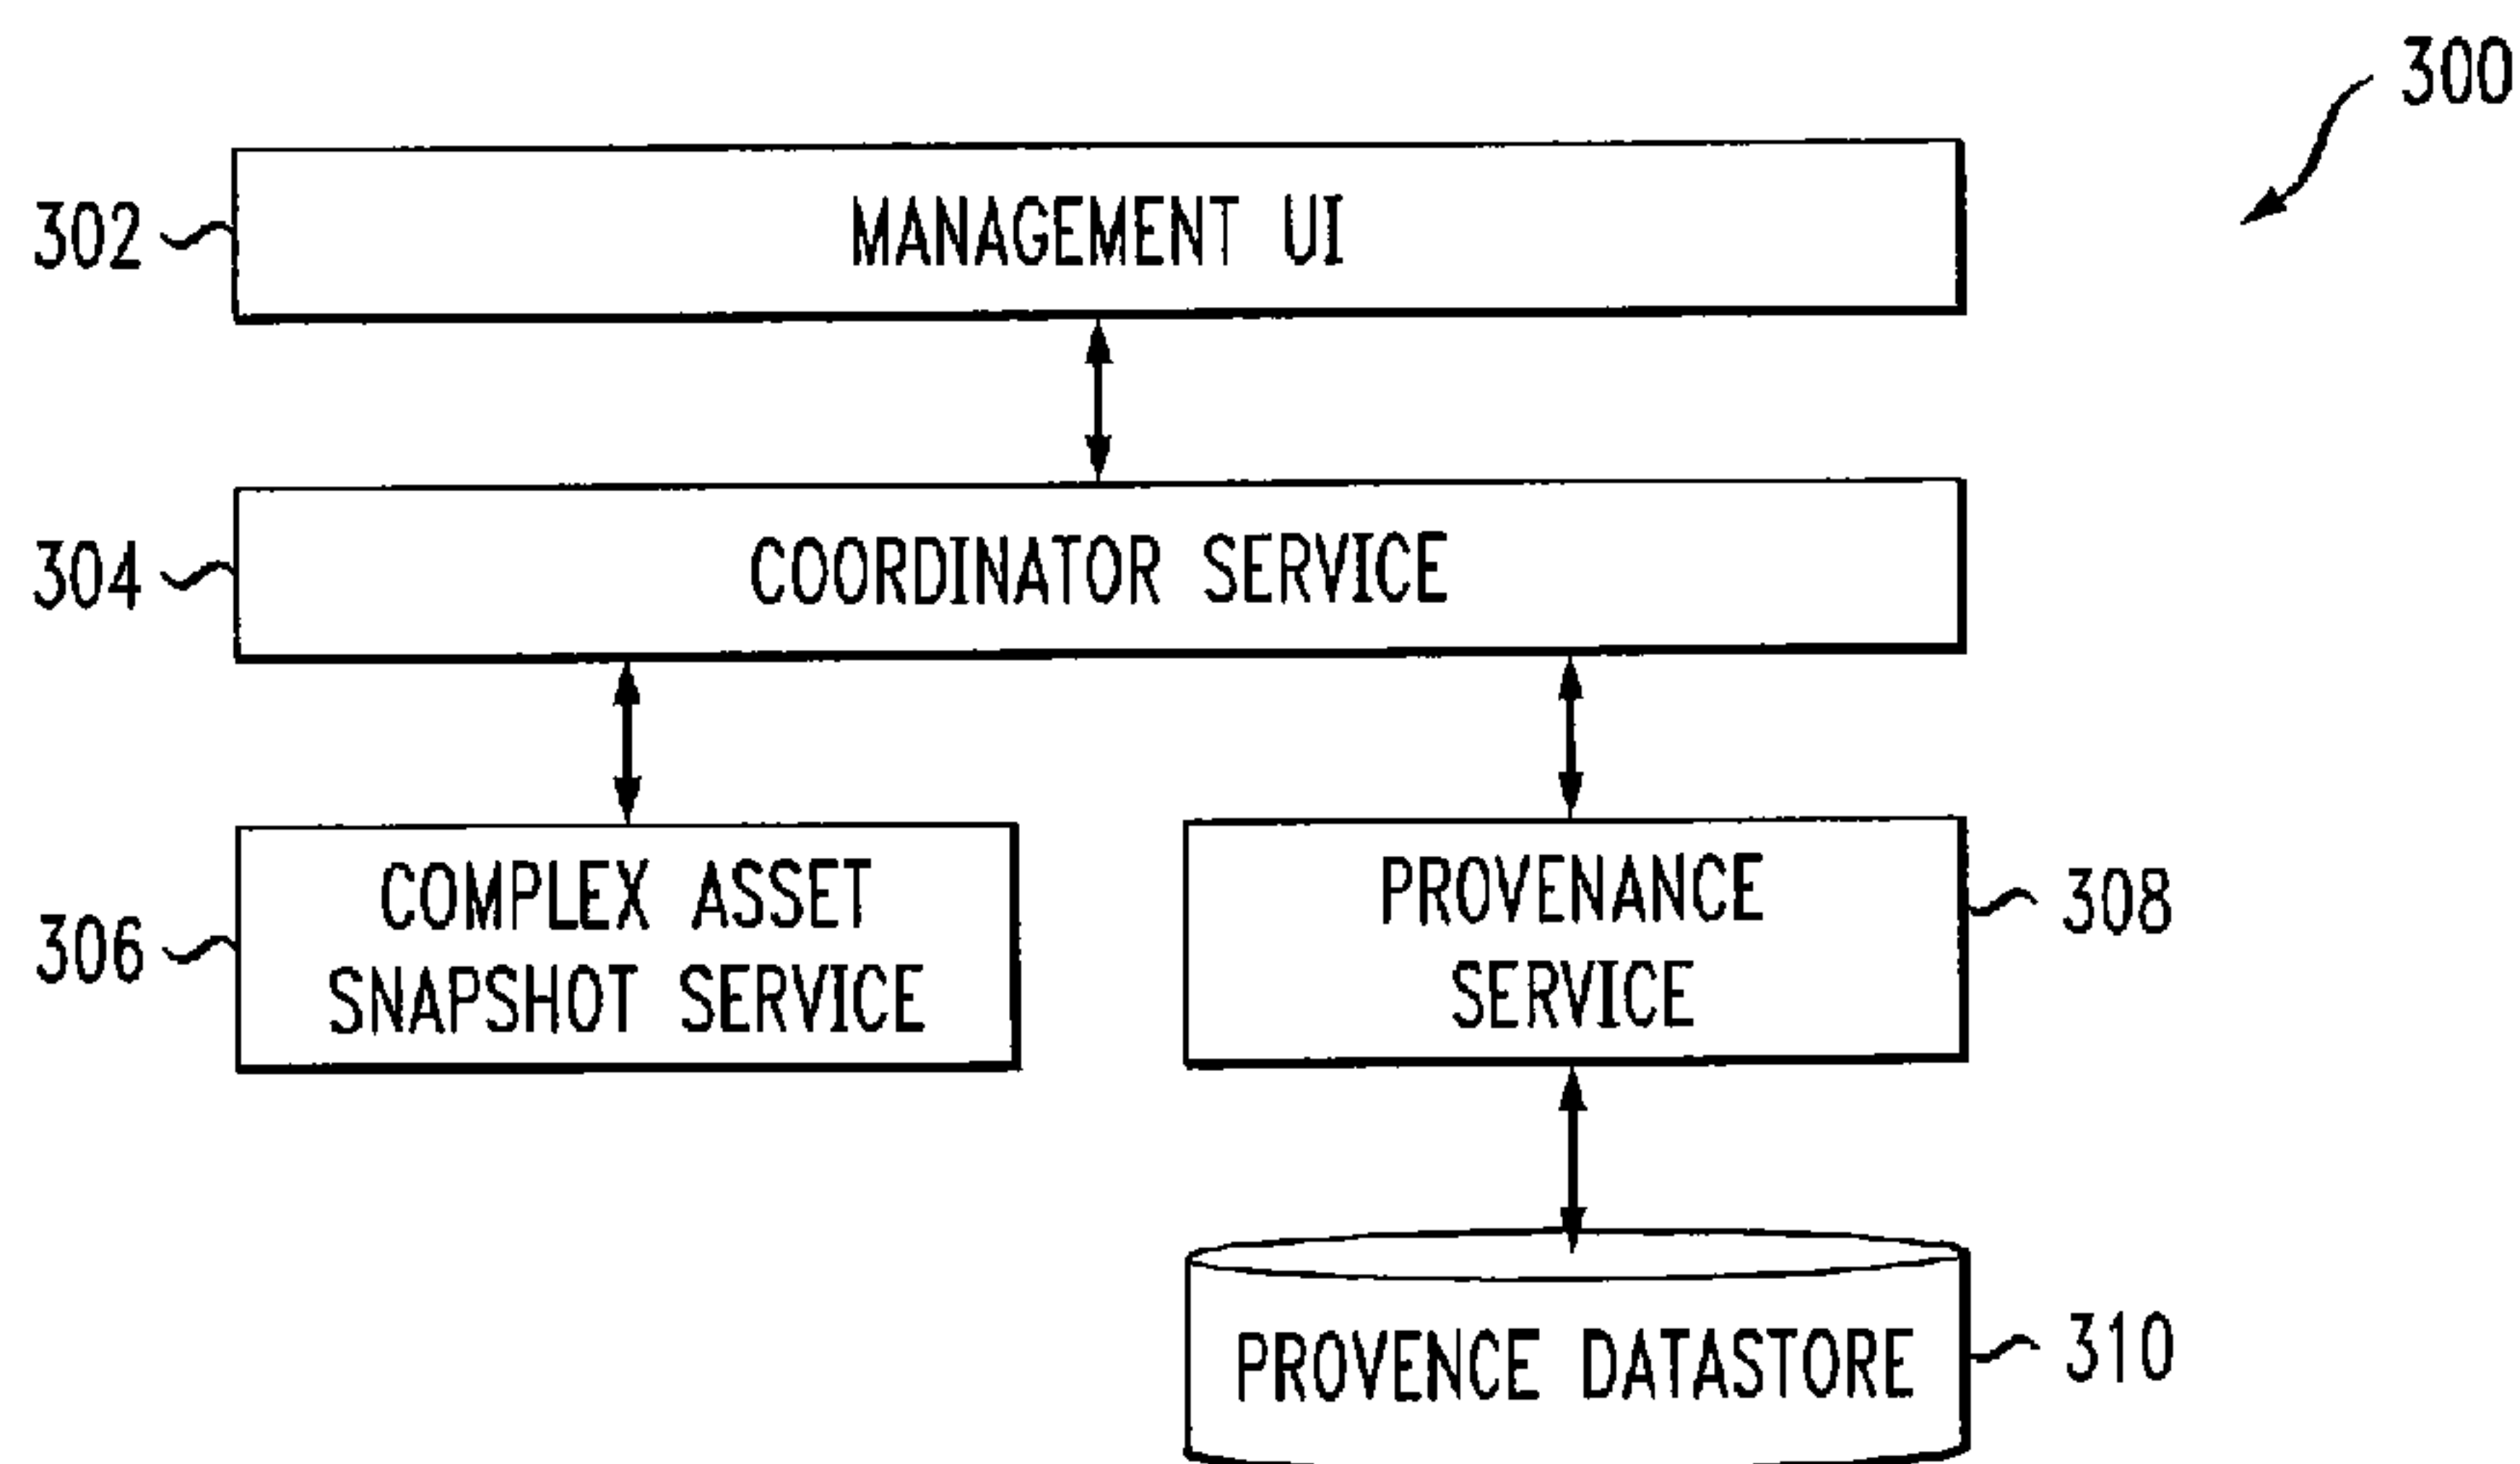 300
302
MANAGEMENT UI
304
COORDINATOR SERVICE
306
COMPLEX ASSET
SNAPSHOT SERVICE
PROVENANCE
SERVICE
308
PROVENCE DATASTORE
310